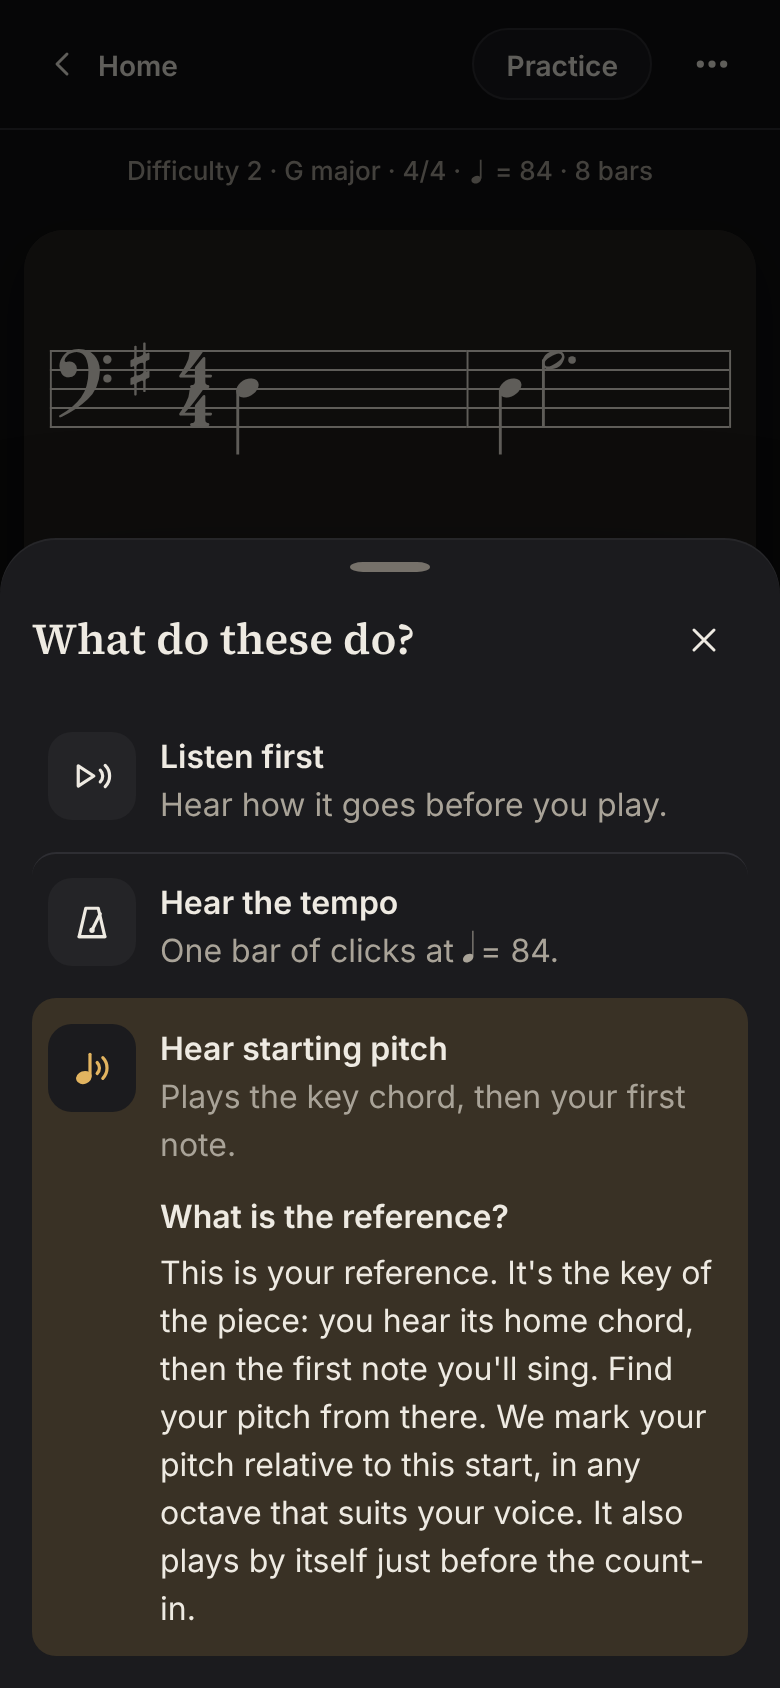 Home
Practice
Difficulty 2 · G major · 4/4 · ♩ = 84 · 8 bars
4
4
What do these do?
Listen first
Hear how it goes before you play.
Hear the tempo
One bar of clicks at ♩ = 84.
Hear starting pitch
Plays the key chord, then your first
note.
What is the reference?
This is your reference. It's the key of
the piece: you hear its home chord,
then the first note you'll sing. Find
your pitch from there. We mark your
pitch relative to this start, in any
octave that suits your voice. It also
plays by itself just before the count-
in.